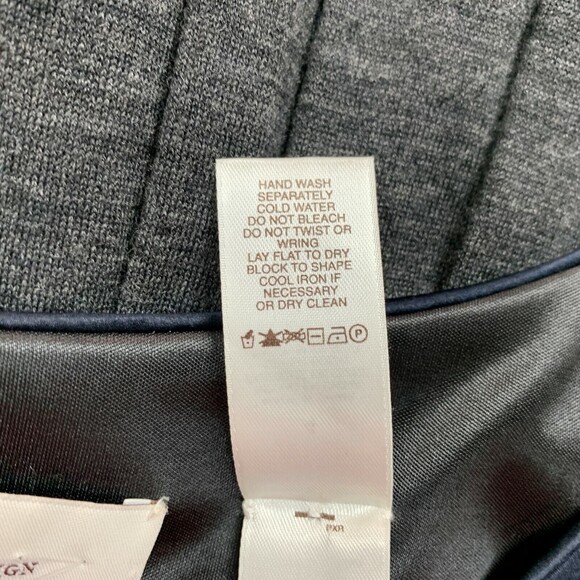 HAND WASH
SEPARATELY
COLD WATER
DO NOT BLEACH
DO NOT TWIST OR
WRING
LAY FLAT TO DRY
BLOCK TO SHAPE
COOL IRON IF
NECESSARY
OR DRY CLEAN
P